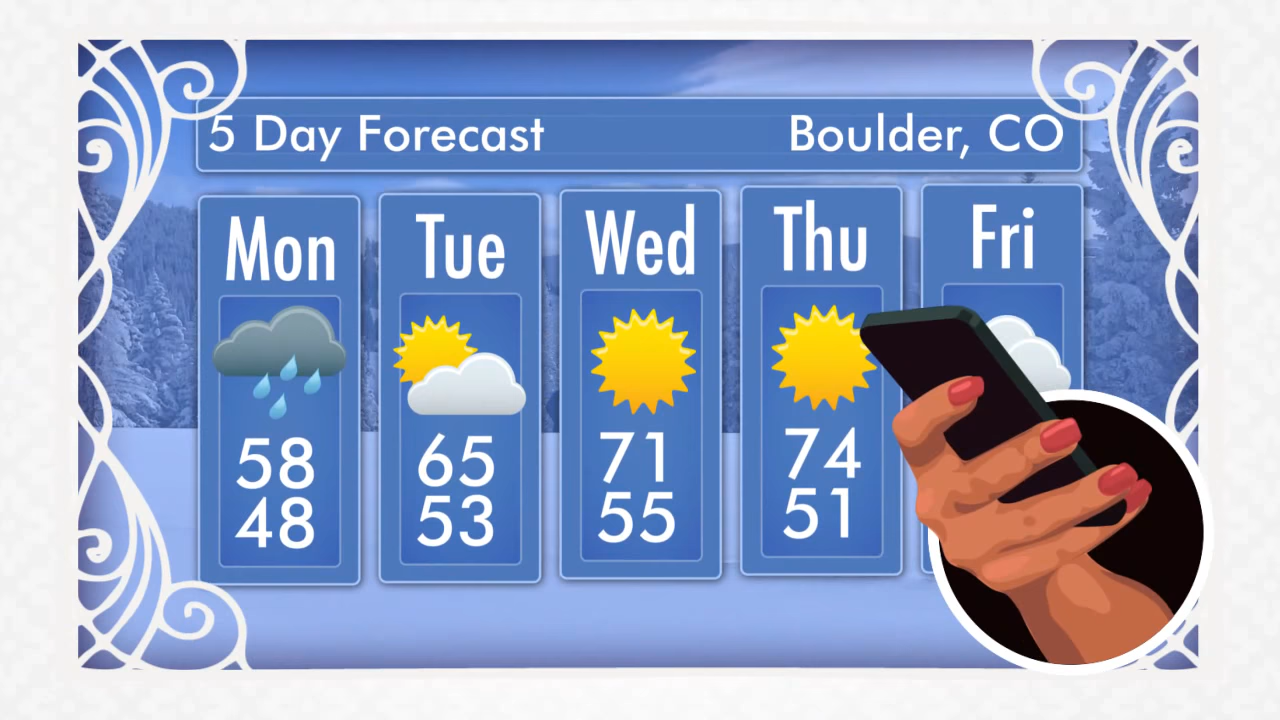 5 Day Forecast
Boulder, CO
Mon
Tue
Wed
Thu
Fri
58
65
71
74
48
53
55
51